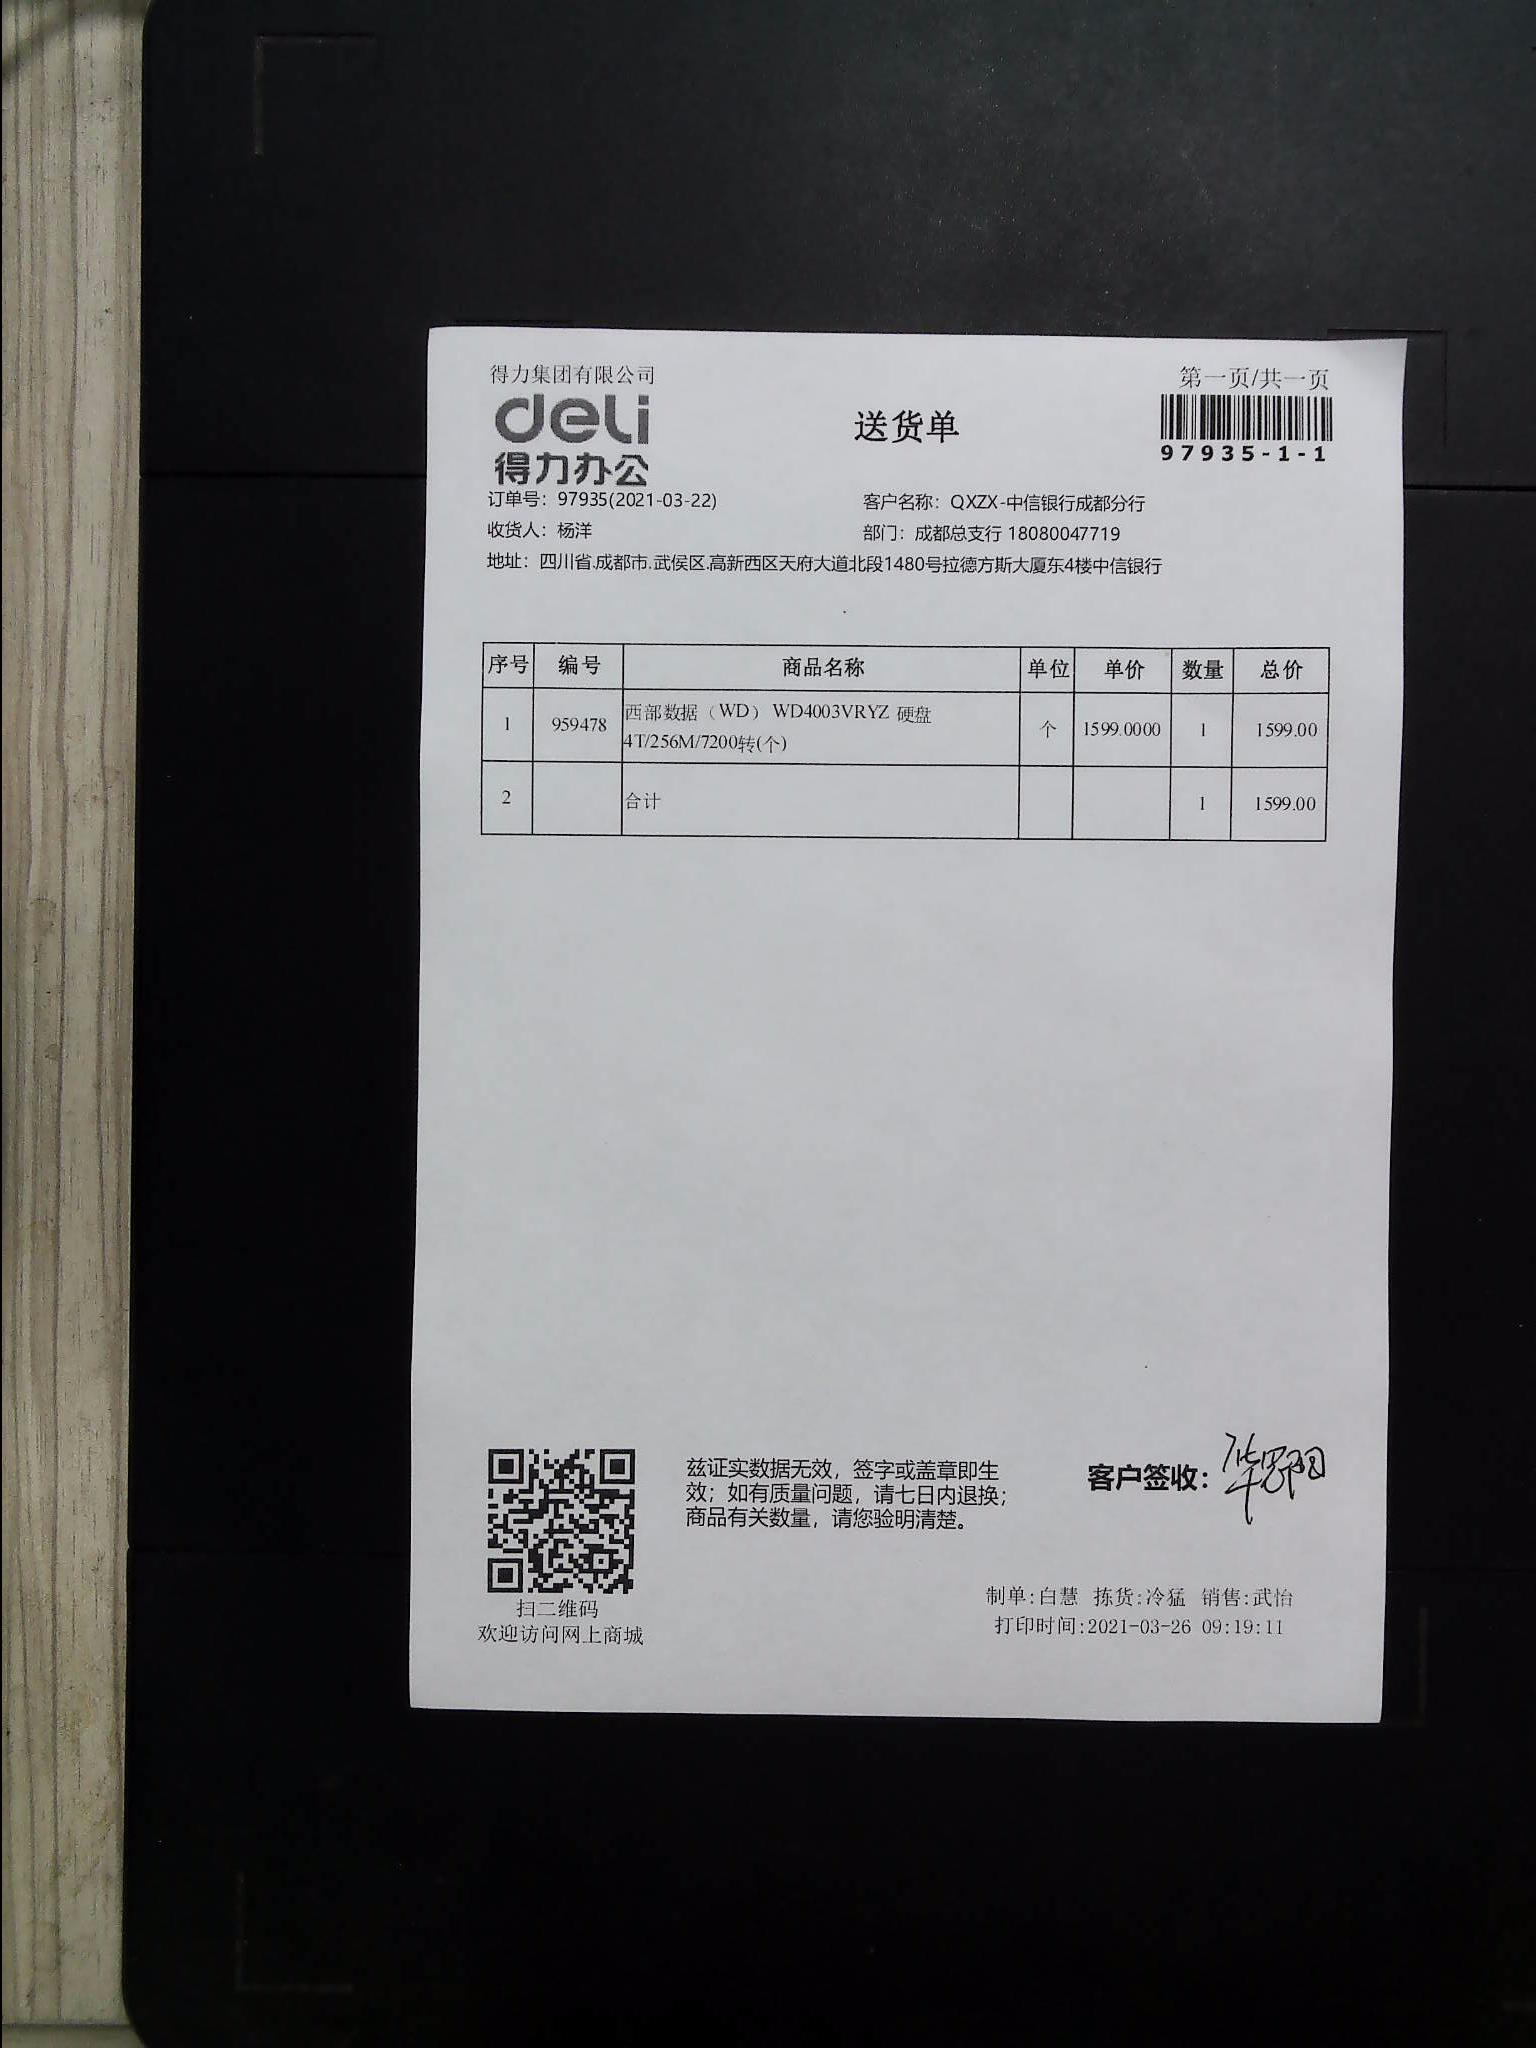 得力集团有限公司
第一页/共一页
deli
得力办公
送货单
97935-1-1
订单号：97935(2021-03-22)
客户名称：QXZX-中信银行成都分行
收货人：杨洋
部门：成都总支行 18080047719
地址：四川省.成都市.武侯区.高新西区天府大道北段1480号拉德方斯大厦东4楼中信银行
序号 编号 商品名称 单位 单价 数量 总价
1 959478 西部数据（WD）WD4003VRYZ 硬盘 4T/256M/7200转(个) 个 1599.0000 1 1599.00
2 合计 1 1599.00
兹证实数据无效，签字或盖章即生
效；如有质量问题，请七日内退换；
商品有关数量，请您验明清楚。
客户签收：
扫二维码
欢迎访问网上商城
制单:白慧 拣货:冷猛 销售:武怡
打印时间:2021-03-26 09:19:11